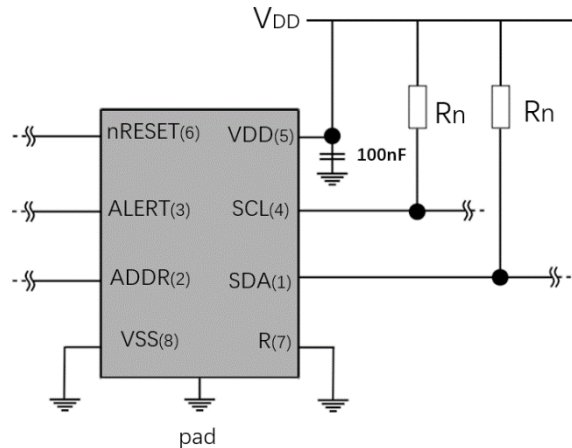 VDD
nRESET(6)
VDD(5)
Rn
Rn
100nF
ALERT(3)
SCL(4)
ADDR(2)
SDA(1)
VSS(8)
R(7)
pad